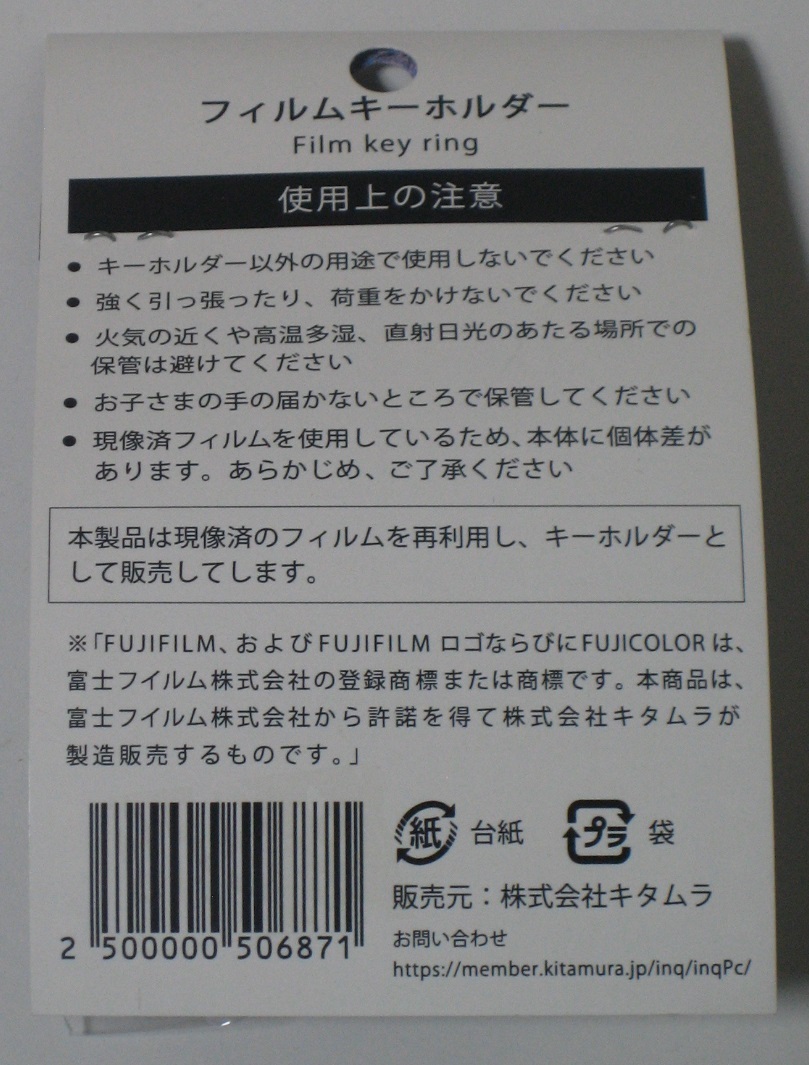 フィルムキーホルダー
Film key ring
使用上の注意
● キーホルダー以外の用途で使用しないでください
● 強く引っ張ったり、荷重をかけないでください
● 火気の近くや高温多湿、直射日光のあたる場所での
保管は避けてください
● お子さまの手の届かないところで保管してください
● 現像済フィルムを使用しているため、本体に個体差が
あります。あらかじめ、ご了承ください
本製品は現像済のフィルムを再利用し、キーホルダーと
して販売してします。
※「FUJIFILM、およびFUJIFILM ロゴならびにFUJICOLOR は、
富士フイルム株式会社の登録商標または商標です。本商品は、
富士フイルム株式会社から許諾を得て株式会社キタムラが
製造販売するものです。」
紙 台紙 プラ 袋
販売元：株式会社キタムラ
お問い合わせ
https://member.kitamura.jp/inq/inqPc/
2 500000 506871